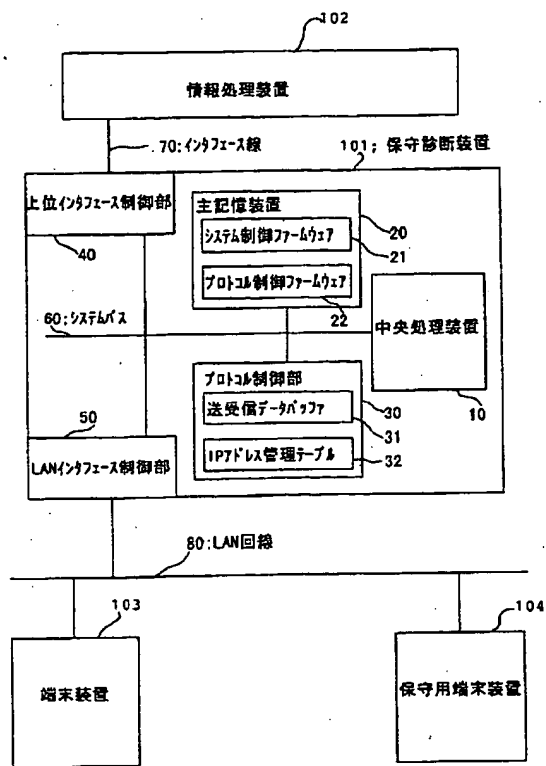 102
情報処理装置
70:インタフェース線
101; 保守診断装置
上位インタフェース制御部
40
主記憶装置
20
システム制御ファームウェア
21
プロトコル制御ファームウェア
22
60:システムバス
中央処理装置
10
プロトコル制御部
30
送受信データバッファ
31
IPアドレス管理テーブル
32
50
LANインタフェース制御部
80:LAN回線
103
端末装置
104
保守用端末装置